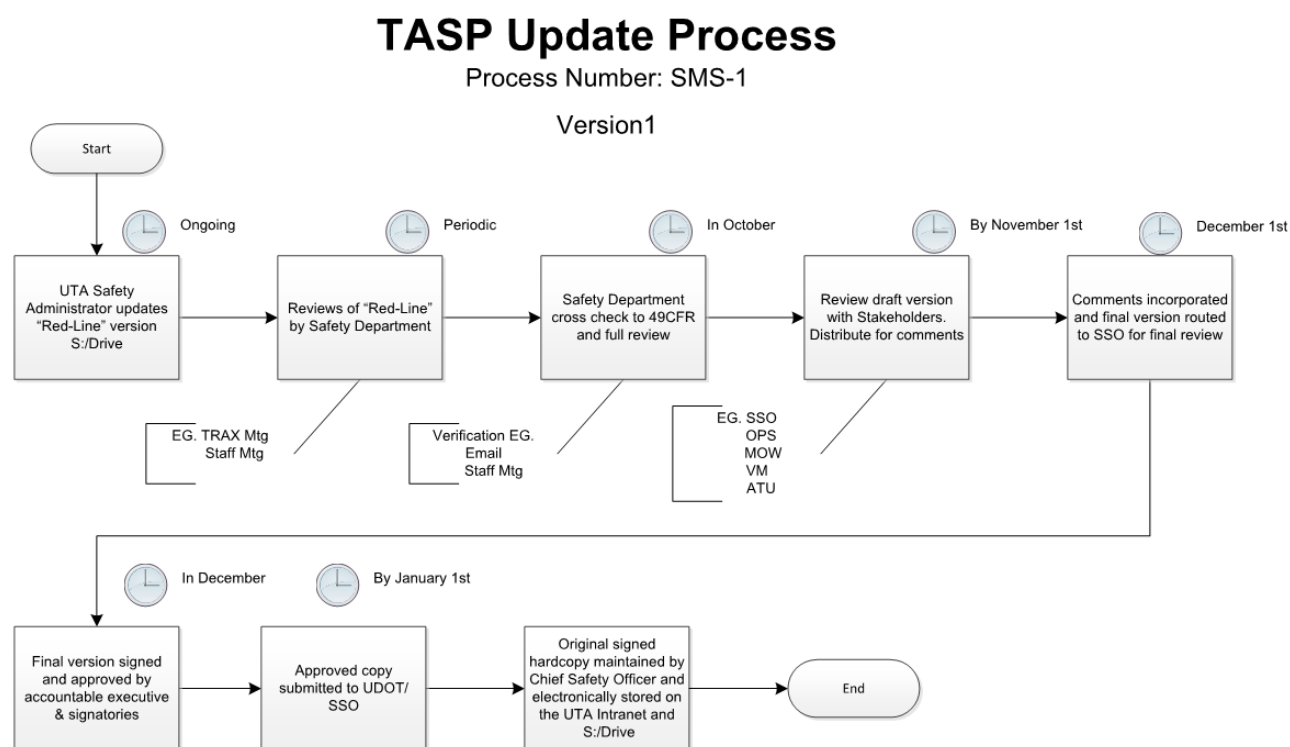 TASP Update Process
Process Number: SMS-1
Version1
Start
Ongoing
Periodic
In October
By November 1st
December 1st
UTA Safety
Administrator updates
“Red-Line” version
S:/Drive
Reviews of “Red-Line”
by Safety Department
Safety Department
cross check to 49CFR
and full review
Review draft version
with Stakeholders.
Distribute for comments
Comments incorporated
and final version routed
to SSO for final review
EG. TRAX Mtg
Staff Mtg
Verification EG.
Email
Staff Mtg
EG. SSO
OPS
MOW
VM
ATU
In December
By January 1st
Final version signed
and approved by
accountable executive
& signatories
Approved copy
submitted to UDOT/
SSO
Original signed
hardcopy maintained by
Chief Safety Officer and
electronically stored on
the UTA Intranet and
S:/Drive
End